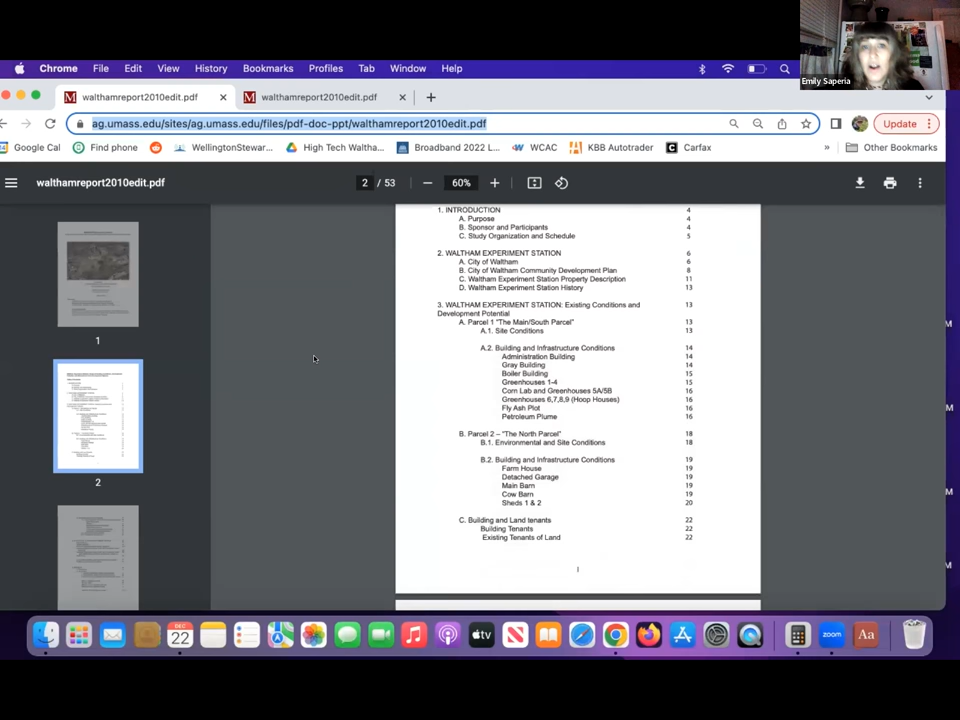 Emily Saperia
Chrome File Edit View History Bookmarks Profiles Tab Window Help
walthamreport2010edit.pdf walthamreport2010edit.pdf
ag.umass.edu/sites/ag.umass.edu/files/pdf-doc-ppt/walthamreport2010edit.pdf Update
Google Cal Find phone WellingtonStewar... High Tech Waltha... Broadband 2022 L... WCAC KBB Autotrader Carfax » Other Bookmarks
walthamreport2010edit.pdf 2 / 53 60%
1. INTRODUCTION 4
A. Purpose 4
B. Sponsor and Participants 4
C. Study Organization and Schedule 5
2. WALTHAM EXPERIMENT STATION 6
A. City of Waltham 6
B. City of Waltham Community Development Plan 8
C. Waltham Experiment Station Property Description 11
D. Waltham Experiment Station History 13
3. WALTHAM EXPERIMENT STATION: Existing Conditions and
Development Potential 13
A. Parcel 1 "The Main/South Parcel" 13
A.1. Site Conditions 13
A.2. Building and Infrastructure Conditions 14
Administration Building 14
Gray Building 14
Boiler Building 15
Greenhouses 1-4 15
Corn Lab and Greenhouses 5A/5B 16
Greenhouses 6,7,8,9 (Hoop Houses) 16
Fly Ash Plot 16
Petroleum Plume 16
B. Parcel 2 – "The North Parcel" 18
B.1. Environmental and Site Conditions 18
B.2. Building and Infrastructure Conditions 19
Farm House 19
Detached Garage 19
Main Barn 19
Cow Barn 19
Sheds 1 & 2 20
C. Building and Land tenants 22
Building Tenants 22
Existing Tenants of Land 22
1
2
DEC
22
tv
zoom
Aa